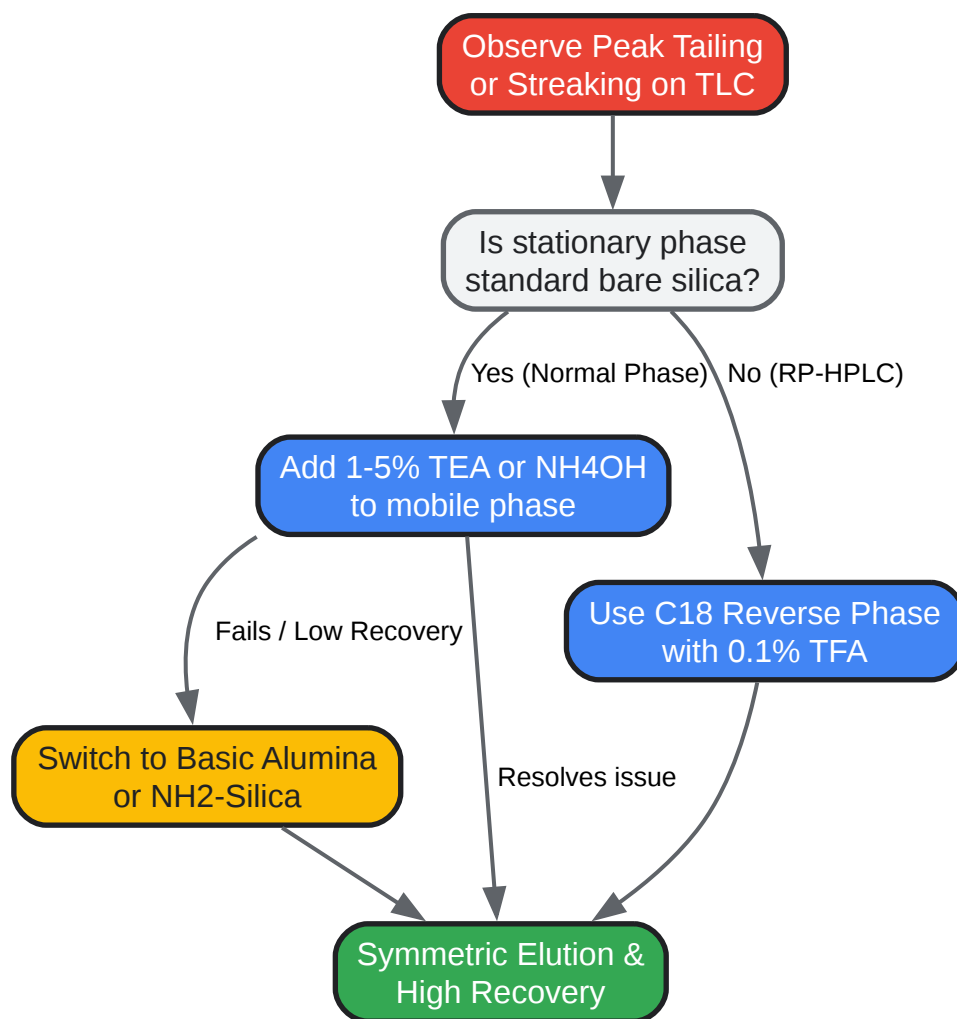 Observe Peak Tailing
or Streaking on TLC
Is stationary phase
standard bare silica?
Yes (Normal Phase)
No (RP-HPLC)
Add 1-5% TEA or NH4OH
to mobile phase
Use C18 Reverse Phase
with 0.1% TFA
Fails / Low Recovery
Switch to Basic Alumina
or NH2-Silica
Resolves issue
Symmetric Elution &
High Recovery